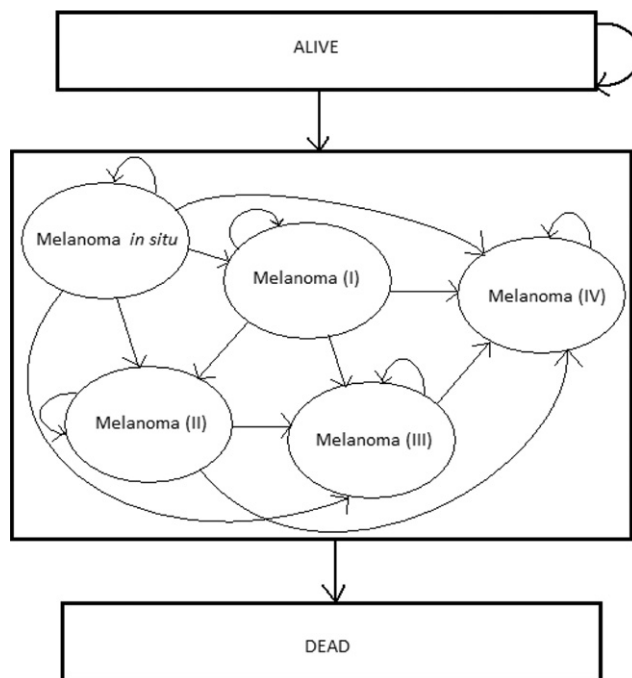 ALIVE
Melanoma in situ
Melanoma (I)
Melanoma (IV)
Melanoma (II)
Melanoma (III)
DEAD